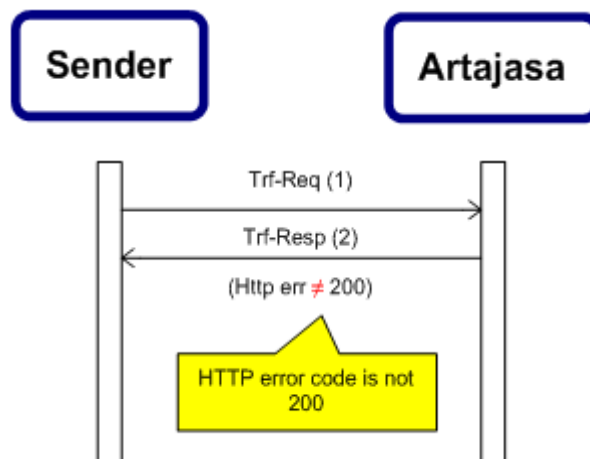 Sender
Artajasa
Trf-Req (1)
Trf-Resp (2)
(Http err ≠ 200)
HTTP error code is not
200